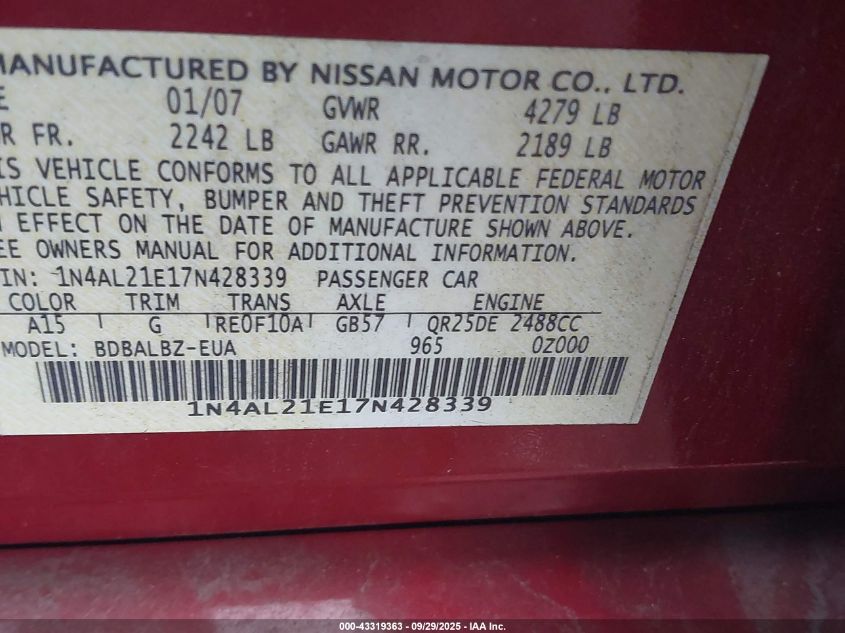 MANUFACTURED BY NISSAN MOTOR CO., LTD.
E 01/07 GVWR 4279 LB
R FR. 2242 LB GAWR RR. 2189 LB
IS VEHICLE CONFORMS TO ALL APPLICABLE FEDERAL MOTOR
EHICLE SAFETY, BUMPER AND THEFT PREVENTION STANDARDS
N EFFECT ON THE DATE OF MANUFACTURE SHOWN ABOVE.
EE OWNERS MANUAL FOR ADDITIONAL INFORMATION.
IN: 1N4AL21E17N428339 PASSENGER CAR
COLOR TRIM TRANS AXLE ENGINE
A15 G RE0F10A GB57 QR25DE 2488CC
MODEL: BDBALBZ-EUA 965 0Z000
1N4AL21E17N428339
000-43319363 - 09/29/2025 - IAA Inc.